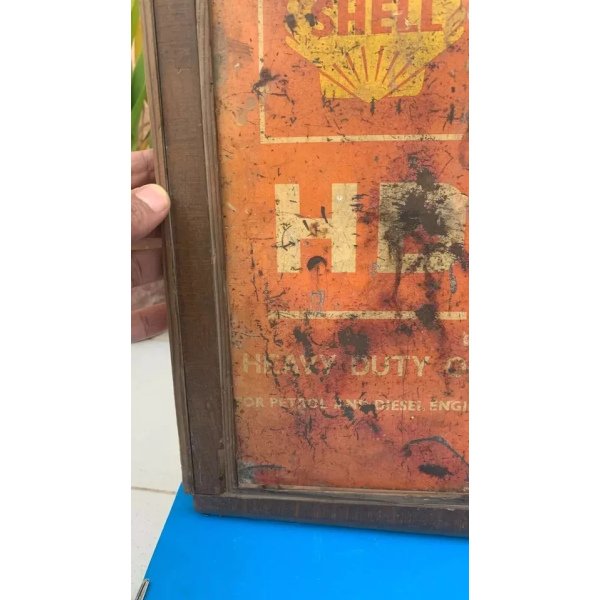 SHELL
HD
HEAVY DUTY O
FOR PETROL AND DIESEL ENGI